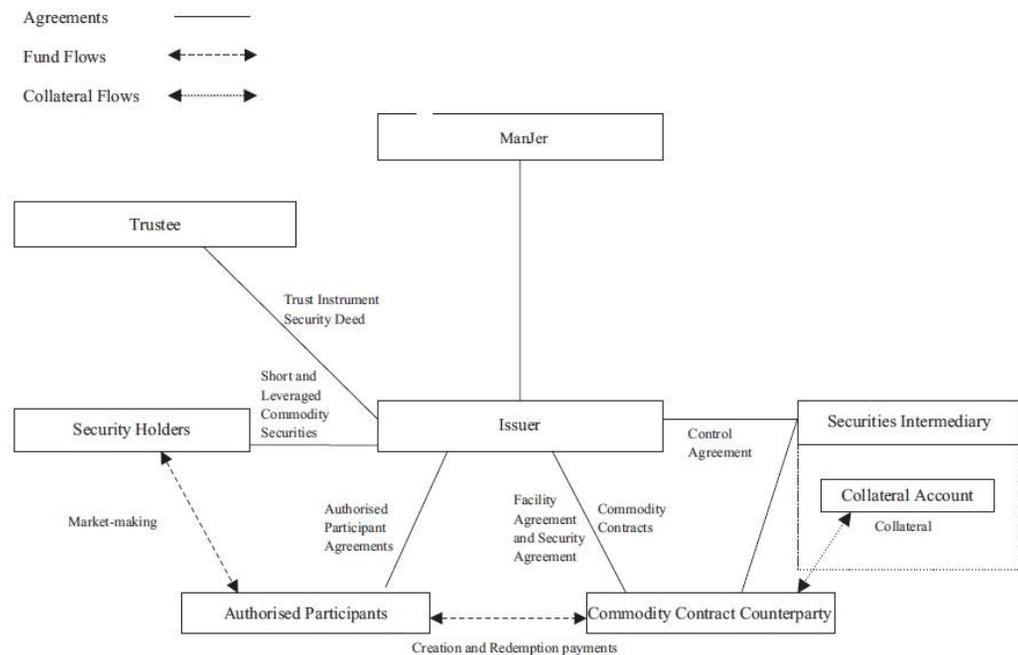 Agreements
Fund Flows
Collateral Flows
ManJer
Trustee
Trust Instrument
Security Deed
Short and
Leveraged
Commodity
Securities
Security Holders
Issuer
Securities Intermediary
Control
Agreement
Collateral Account
Collateral
Market-making
Authorised
Participant
Agreements
Facility
Agreement
and Security
Agreement
Commodity
Contracts
Authorised Participants
Commodity Contract Counterparty
Creation and Redemption payments